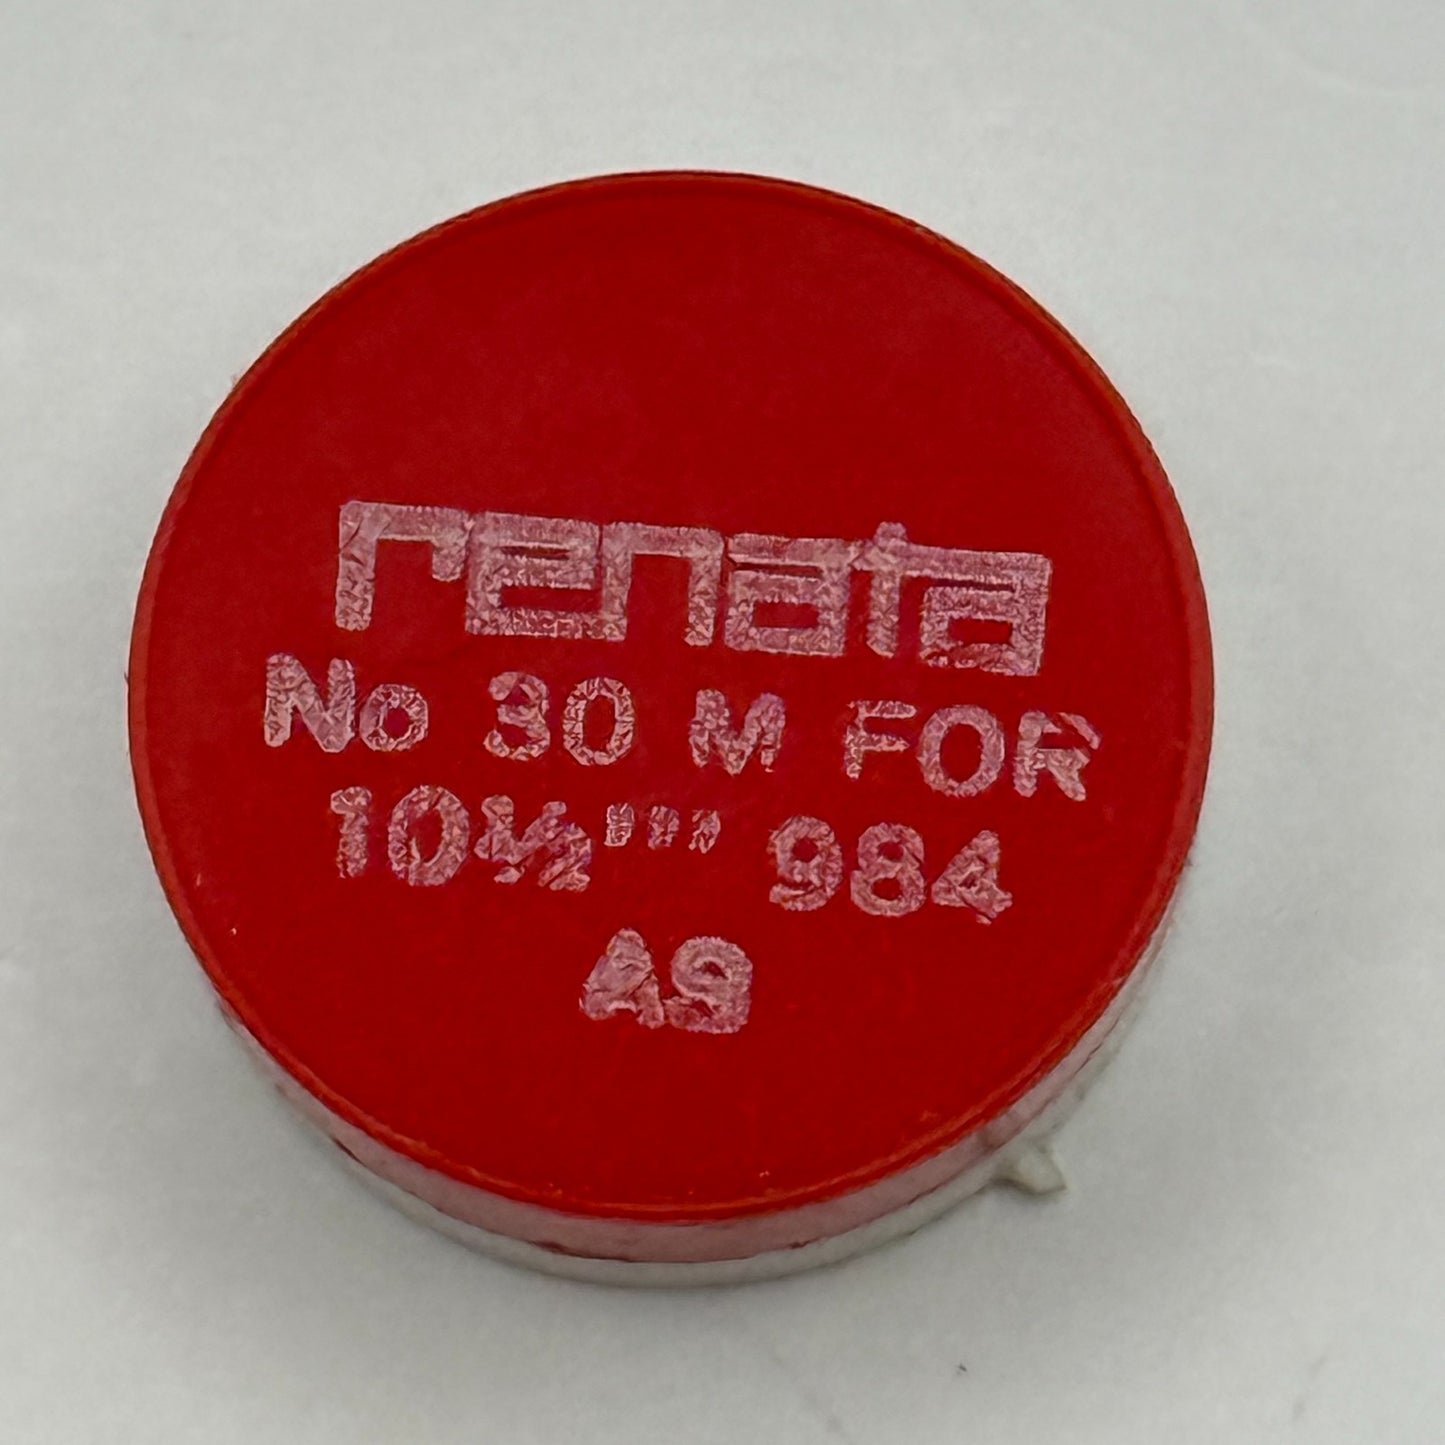 renata
No 30 M FOR
10½''' 984
A9